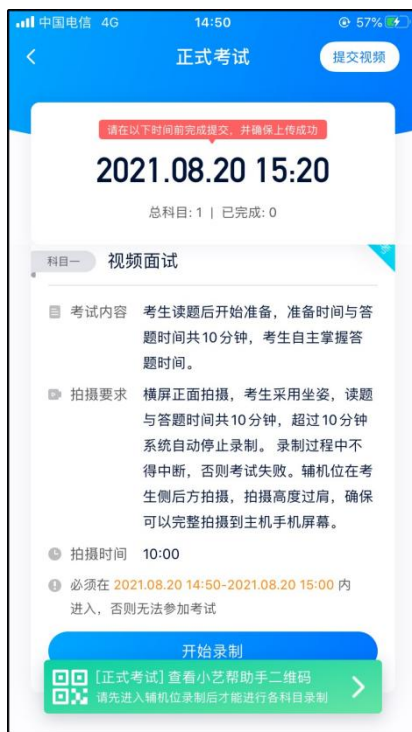 中国电信 4G 14:50 57%
正式考试 提交视频
请在以下时间前完成提交，并确保上传成功
2021.08.20 15:20
总科目: 1 | 已完成: 0
科目一 视频面试
考试内容 考生读题后开始准备，准备时间与答
题时间共10分钟，考生自主掌握答
题时间。
拍摄要求 横屏正面拍摄，考生采用坐姿，读题
与答题时间共10分钟，超过10分钟
系统自动停止录制。 录制过程中不
得中断，否则考试失败。辅机位在考
生侧后方拍摄，拍摄高度过肩，确保
可以完整拍摄到主机手机屏幕。
拍摄时间 10:00
必须在 2021.08.20 14:50-2021.08.20 15:00 内
进入，否则无法参加考试
开始录制
[正式考试] 查看小艺帮助手二维码
请先进入辅机位录制后才能进行各科目录制